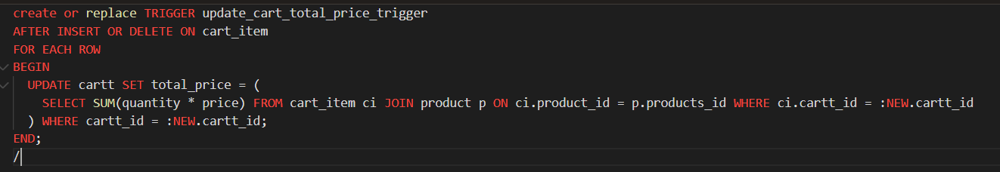 create or replace TRIGGER update_cart_total_price_trigger
AFTER INSERT OR DELETE ON cart_item
FOR EACH ROW
BEGIN
  UPDATE cartt SET total_price = (
    SELECT SUM(quantity * price) FROM cart_item ci JOIN product p ON ci.product_id = p.products_id WHERE ci.cartt_id = :NEW.cartt_id
  ) WHERE cartt_id = :NEW.cartt_id;
END;
/